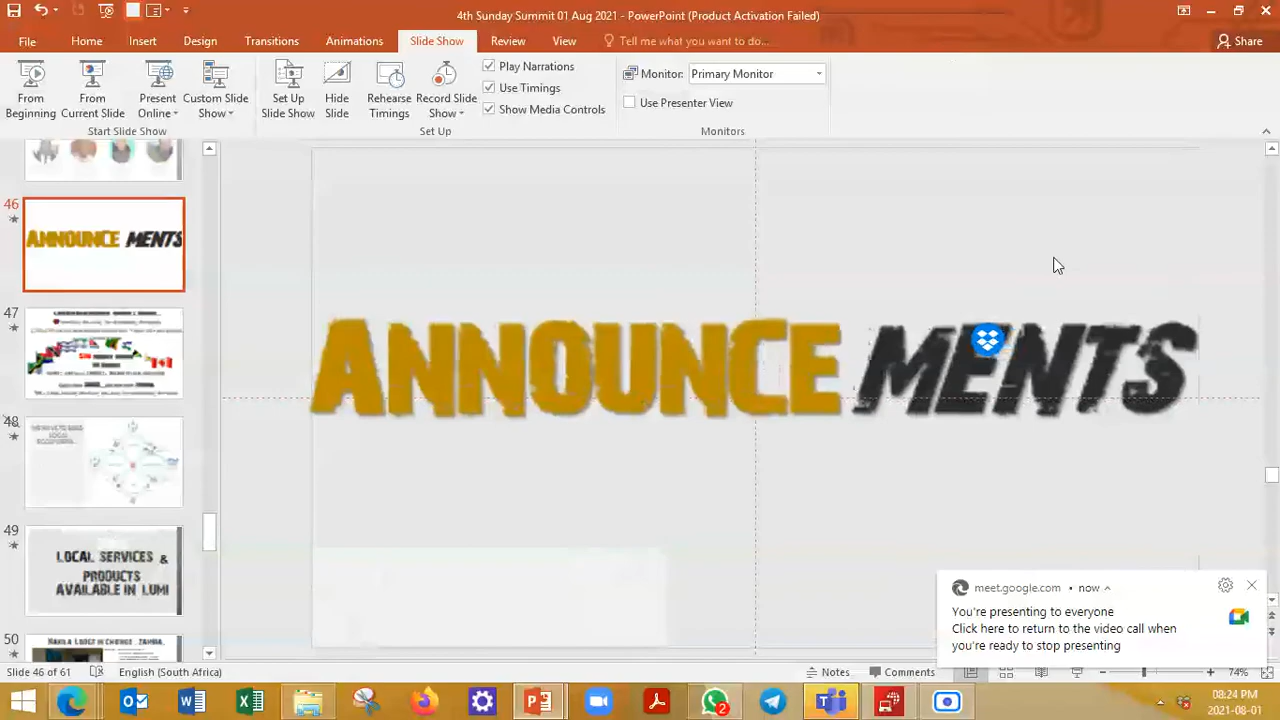 4th Sunday Summit 01 Aug 2021 - PowerPoint (Product Activation Failed)
File Home Insert Design Transitions Animations Slide Show Review View Tell me what you want to do... Share
From Beginning
From Current Slide
Present Online
Custom Slide Show
Start Slide Show
Set Up Slide Show
Hide Slide
Rehearse Timings
Record Slide Show
Play Narrations
Use Timings
Show Media Controls
Set Up
Monitor: Primary Monitor
Use Presenter View
Monitors
46
ANNOUNCE MENTS
47
48
49
LOCAL SERVICES &
PRODUCTS
AVAILABLE IN LUMI
50
ANNOUNCE MENTS
meet.google.com • now
You're presenting to everyone
Click here to return to the video call when
you're ready to stop presenting
Slide 46 of 61 English (South Africa) Notes Comments 74%
2
08:24 PM
2021-08-01